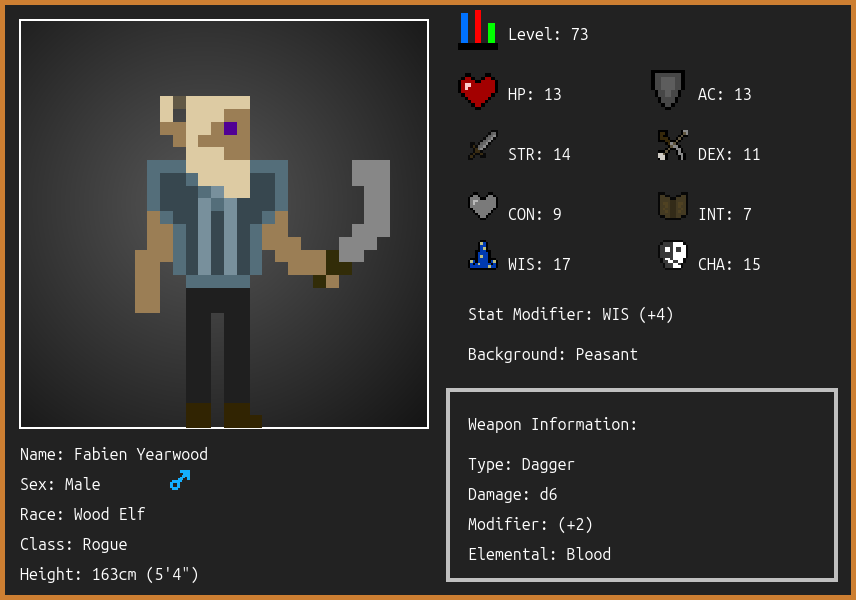 Level: 73
HP: 13
AC: 13
STR: 14
DEX: 11
CON: 9
INT: 7
WIS: 17
CHA: 15
Stat Modifier: WIS (+4)
Background: Peasant
Weapon Information:
Type: Dagger
Damage: d6
Modifier: (+2)
Elemental: Blood
Name: Fabien Yearwood
Sex: Male
Race: Wood Elf
Class: Rogue
Height: 163cm (5'4")